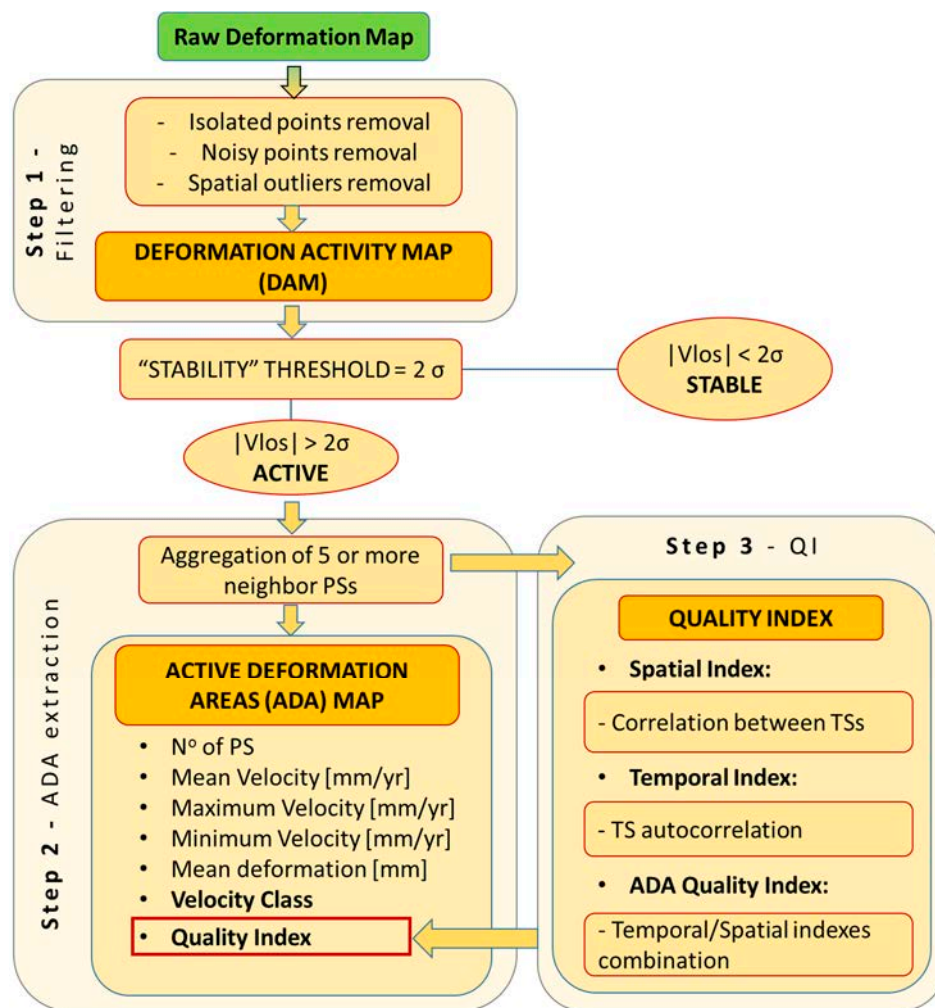 Raw Deformation Map
Step 1 -
Filtering
- Isolated points removal
- Noisy points removal
- Spatial outliers removal
DEFORMATION ACTIVITY MAP
(DAM)
“STABILITY” THRESHOLD = 2 σ
|Vlos| < 2σ
STABLE
|Vlos| > 2σ
ACTIVE
Step 2 - ADA extraction
Aggregation of 5 or more
neighbor PSs
ACTIVE DEFORMATION
AREAS (ADA) MAP
• Nº of PS
• Mean Velocity [mm/yr]
• Maximum Velocity [mm/yr]
• Minimum Velocity [mm/yr]
• Mean deformation [mm]
• Velocity Class
• Quality Index
Step 3 - QI
QUALITY INDEX
• Spatial Index:
- Correlation between TSs
• Temporal Index:
- TS autocorrelation
• ADA Quality Index:
- Temporal/Spatial indexes
combination